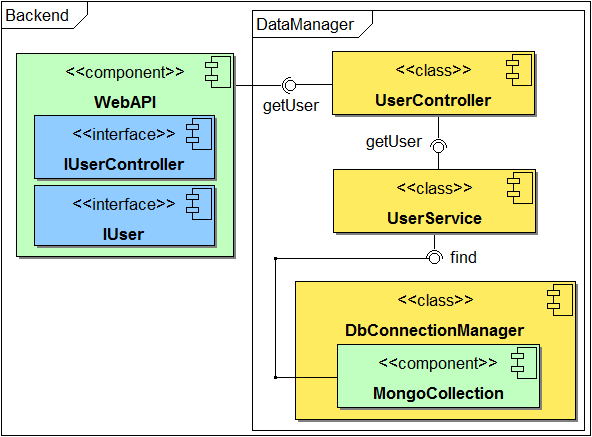 Backend
DataManager
<<component>>
WebAPI
<<interface>>
IUserController
<<interface>>
IUser
getUser
<<class>>
UserController
getUser
<<class>>
UserService
find
<<class>>
DbConnectionManager
<<component>>
MongoCollection